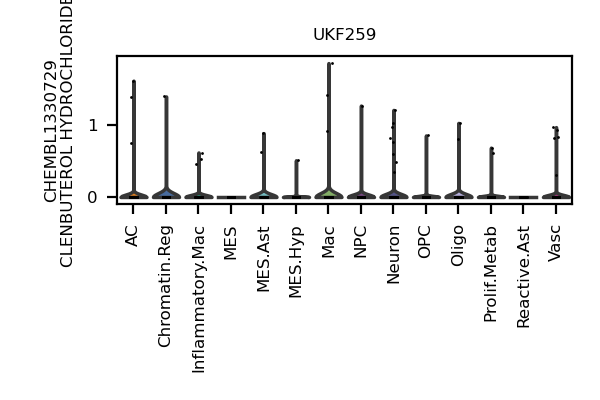 UKF259
CHEMBL1330729
CLENBUTEROL HYDROCHLORIDE
1
0
AC
Chromatin.Reg
Inflammatory.Mac
MES
MES.Ast
MES.Hyp
Mac
NPC
Neuron
OPC
Oligo
Prolif.Metab
Reactive.Ast
Vasc